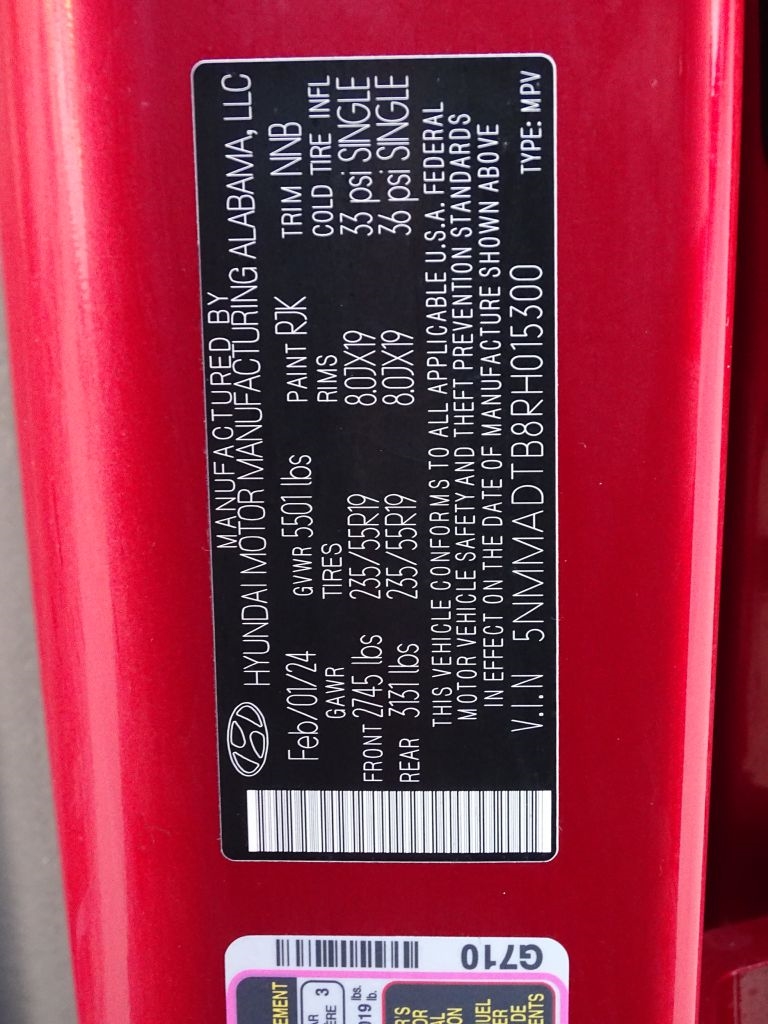 MANUFACTURED BY
HYUNDAI MOTOR MANUFACTURING ALABAMA, LLC
Feb/01/24 GVWR 5501 lbs PAINT RJK TRIM NNB
GAWR TIRES RIMS COLD TIRE INFL
FRONT 2745 lbs 235/55R19 8.0JX19 33 psi SINGLE
REAR 3131 lbs 235/55R19 8.0JX19 36 psi SINGLE
THIS VEHICLE CONFORMS TO ALL APPLICABLE U.S.A. FEDERAL
MOTOR VEHICLE SAFETY AND THEFT PREVENTION STANDARDS
IN EFFECT ON THE DATE OF MANUFACTURE SHOWN ABOVE
V.I.N 5NMMADTB8RH015300 TYPE: MPV
G710
3
lbs.